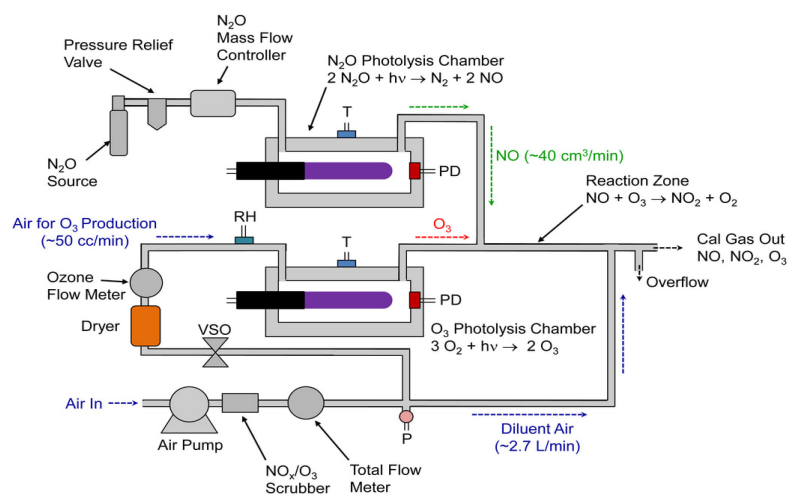 N₂O
Mass Flow
Controller
Pressure Relief
Valve
N₂O Photolysis Chamber
2 N₂O + hν → N₂ + 2 NO
T
NO (~40 cm³/min)
PD
N₂O
Source
Reaction Zone
NO + O₃ → NO₂ + O₂
RH
Air for O₃ Production
(~50 cc/min)
O₃
T
Cal Gas Out
NO, NO₂, O₃
Ozone
Flow Meter
Overflow
PD
Dryer
VSO
O₃ Photolysis Chamber
3 O₂ + hν → 2 O₃
Air In
Air Pump
P
Diluent Air
(~2.7 L/min)
NOₓ/O₃
Scrubber
Total Flow
Meter